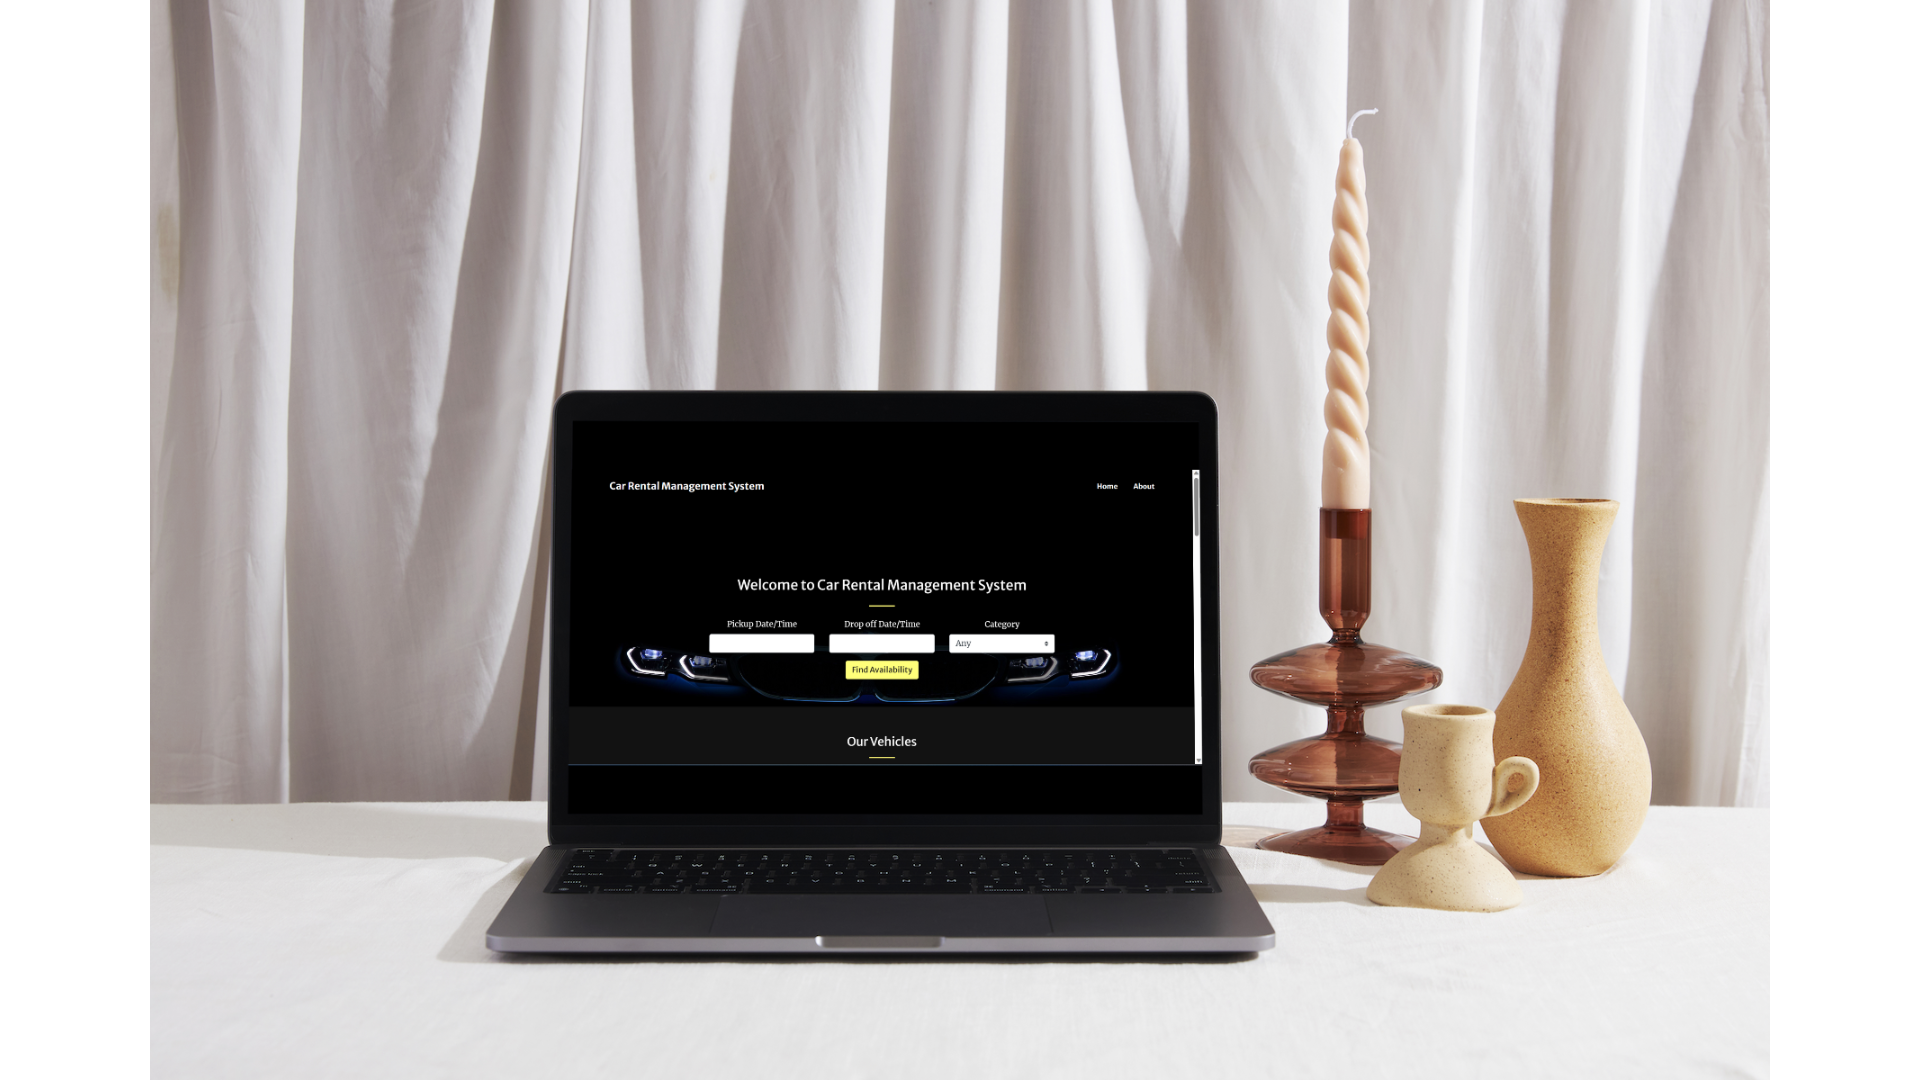 Car Rental Management System
Home About
Welcome to Car Rental Management System
Pickup Date/Time Drop off Date/Time Category
Any
Find Availability
Our Vehicles